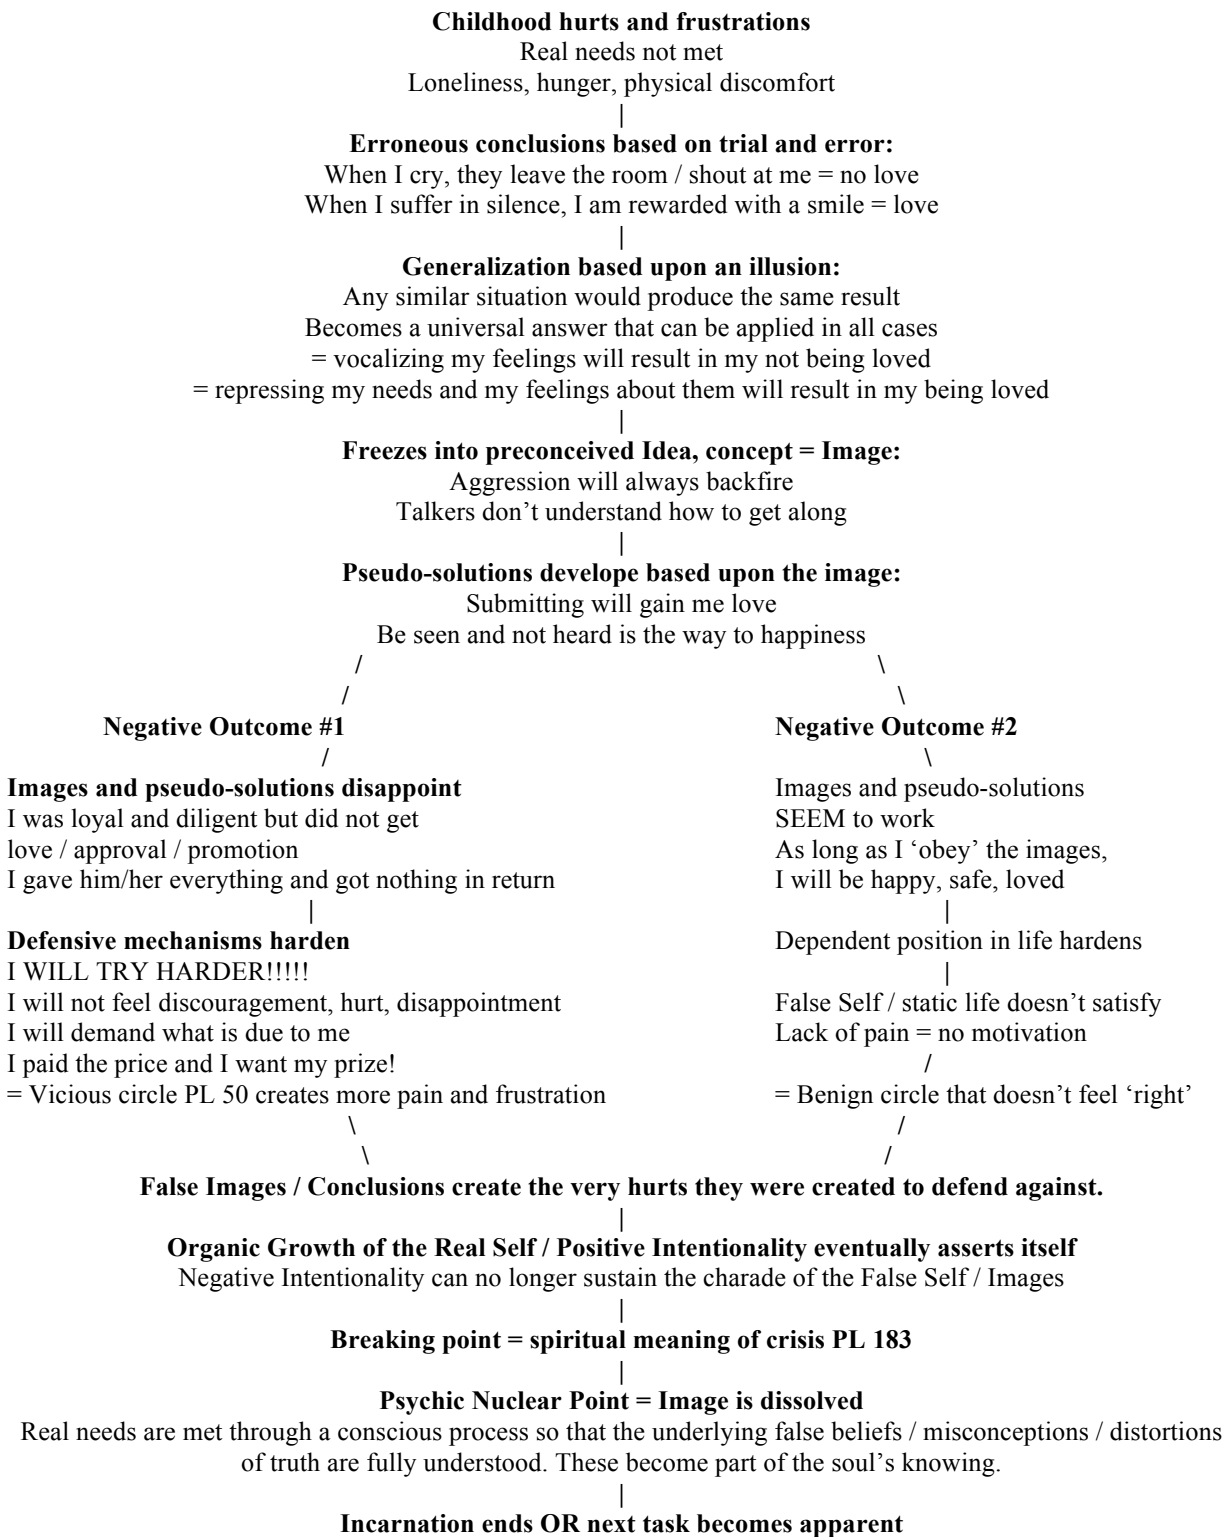 Childhood hurts and frustrations
Real needs not met
Loneliness, hunger, physical discomfort
|
Erroneous conclusions based on trial and error:
When I cry, they leave the room / shout at me = no love
When I suffer in silence, I am rewarded with a smile = love
|
Generalization based upon an illusion:
Any similar situation would produce the same result
Becomes a universal answer that can be applied in all cases
= vocalizing my feelings will result in my not being loved
= repressing my needs and my feelings about them will result in my being loved
|
Freezes into preconceived Idea, concept = Image:
Aggression will always backfire
Talkers don’t understand how to get along
|
Pseudo-solutions develope based upon the image:
Submitting will gain me love
Be seen and not heard is the way to happiness
/ \
/ \
Negative Outcome #1
/
Images and pseudo-solutions disappoint
I was loyal and diligent but did not get
love / approval / promotion
I gave him/her everything and got nothing in return
|
Defensive mechanisms harden
I WILL TRY HARDER!!!!!
I will not feel discouragement, hurt, disappointment
I will demand what is due to me
I paid the price and I want my prize!
= Vicious circle PL 50 creates more pain and frustration
\
\
Negative Outcome #2
\
Images and pseudo-solutions
SEEM to work
As long as I ‘obey’ the images,
I will be happy, safe, loved
|
Dependent position in life hardens
|
False Self / static life doesn’t satisfy
Lack of pain = no motivation
/
= Benign circle that doesn’t feel ‘right’
/
/
False Images / Conclusions create the very hurts they were created to defend against.
|
Organic Growth of the Real Self / Positive Intentionality eventually asserts itself
Negative Intentionality can no longer sustain the charade of the False Self / Images
|
Breaking point = spiritual meaning of crisis PL 183
|
Psychic Nuclear Point = Image is dissolved
Real needs are met through a conscious process so that the underlying false beliefs / misconceptions / distortions
of truth are fully understood. These become part of the soul’s knowing.
|
Incarnation ends OR next task becomes apparent